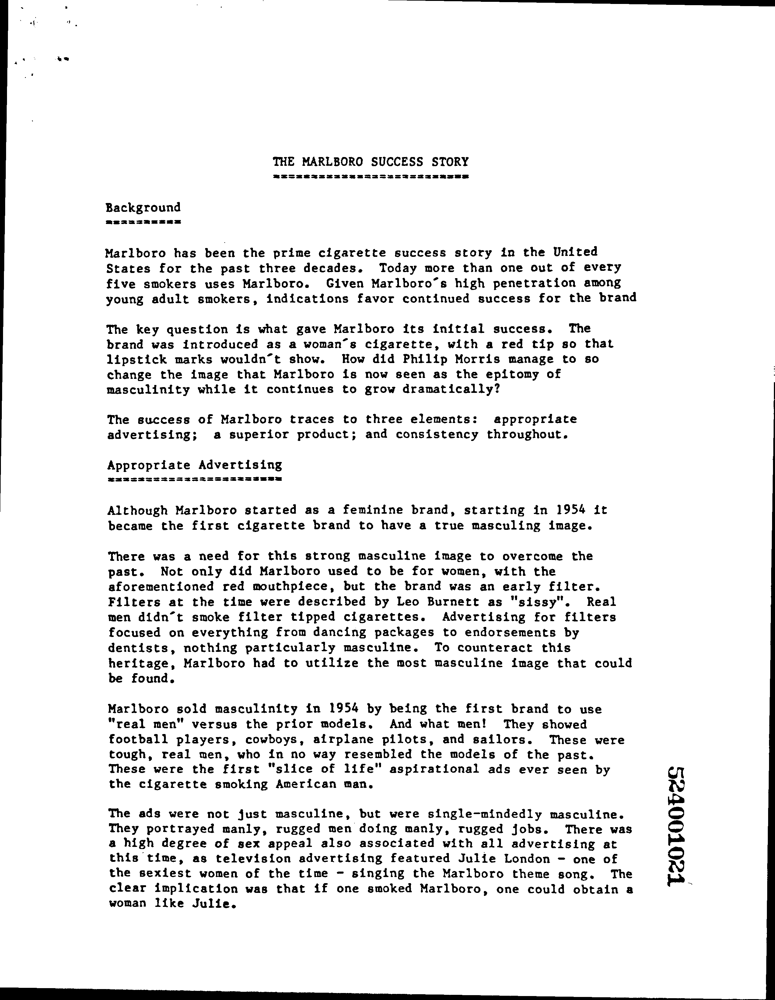 THE MARLBORO SUCCESS STORY
==========================
Background
==========
Marlboro has been the prime cigarette success story in the United
States for the past three decades. Today more than one out of every
five smokers uses Marlboro. Given Marlboro´s high penetration among
young adult smokers, indications favor continued success for the brand
The key question is what gave Marlboro its initial success. The
brand was introduced as a woman´s cigarette, with a red tip so that
lipstick marks wouldn´t show. How did Philip Morris manage to so
change the image that Marlboro is now seen as the epitomy of
masculinity while it continues to grow dramatically?
The success of Marlboro traces to three elements: appropriate
advertising; a superior product; and consistency throughout.
Appropriate Advertising
=======================
Although Marlboro started as a feminine brand, starting in 1954 it
became the first cigarette brand to have a true masculing image.
There was a need for this strong masculine image to overcome the
past. Not only did Marlboro used to be for women, with the
aforementioned red mouthpiece, but the brand was an early filter.
Filters at the time were described by Leo Burnett as "sissy". Real
men didn´t smoke filter tipped cigarettes. Advertising for filters
focused on everything from dancing packages to endorsements by
dentists, nothing particularly masculine. To counteract this
heritage, Marlboro had to utilize the most masculine image that could
be found.
Marlboro sold masculinity in 1954 by being the first brand to use
"real men" versus the prior models. And what men! They showed
football players, cowboys, airplane pilots, and sailors. These were
tough, real men, who in no way resembled the models of the past.
These were the first "slice of life" aspirational ads ever seen by
the cigarette smoking American man.
The ads were not just masculine, but were single-mindedly masculine.
They portrayed manly, rugged men doing manly, rugged jobs. There was
a high degree of sex appeal also associated with all advertising at
this time, as television advertising featured Julie London - one of
the sexiest women of the time - singing the Marlboro theme song. The
clear implication was that if one smoked Marlboro, one could obtain a
woman like Julie.
524001021